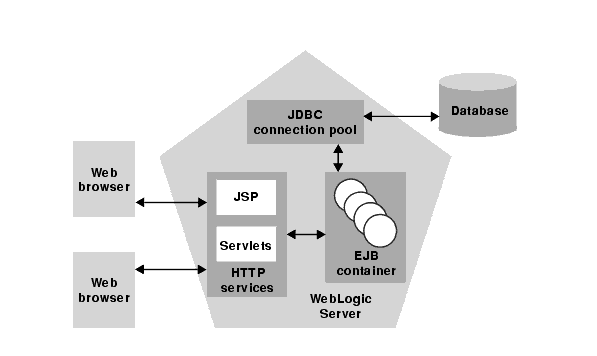 JDBC
connection pool
Database
Web
browser
JSP
Servlets
HTTP
services
EJB
container
Web
browser
WebLogic
Server